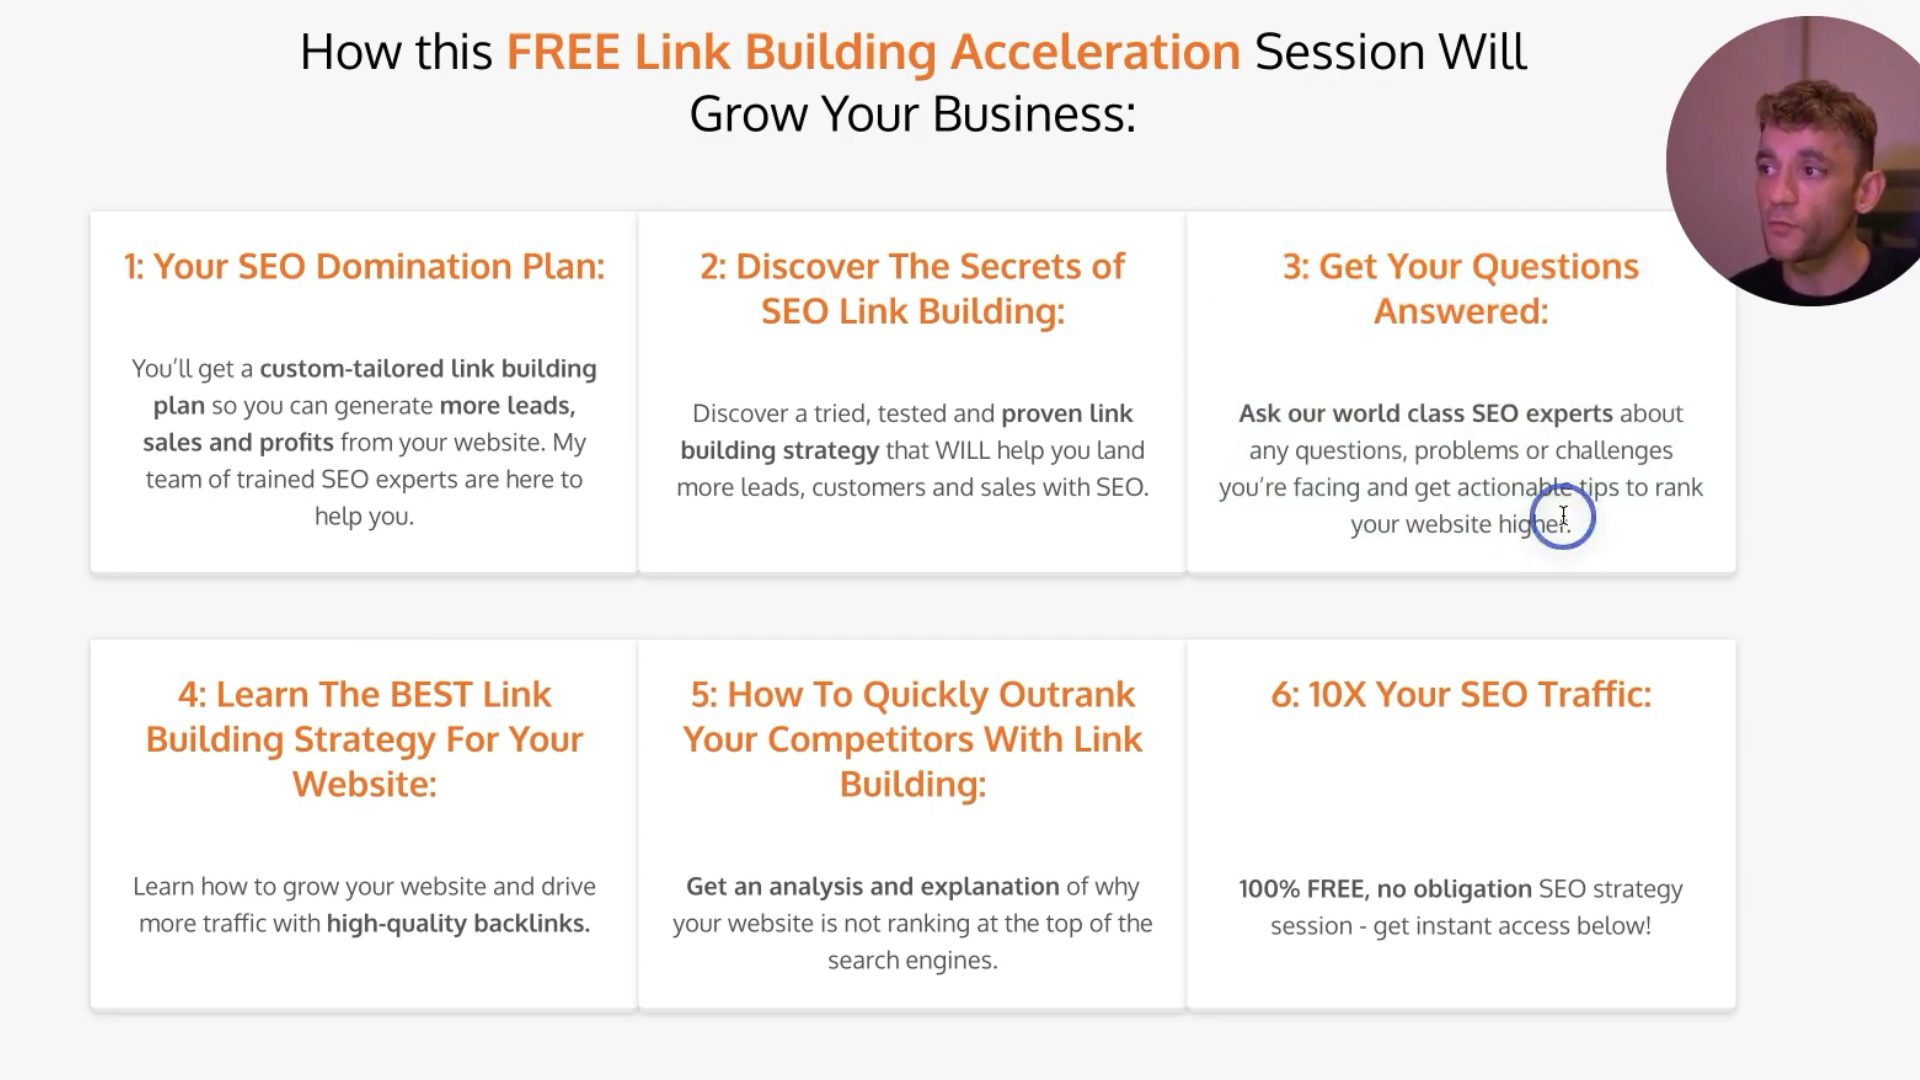 How this FREE Link Building Acceleration Session Will
Grow Your Business:
1: Your SEO Domination Plan:
You'll get a custom-tailored link building
plan so you can generate more leads,
sales and profits from your website. My
team of trained SEO experts are here to
help you.
2: Discover The Secrets of
SEO Link Building:
Discover a tried, tested and proven link
building strategy that WILL help you land
more leads, customers and sales with SEO.
3: Get Your Questions
Answered:
Ask our world class SEO experts about
any questions, problems or challenges
you're facing and get actionable tips to rank
your website higher.
4: Learn The BEST Link
Building Strategy For Your
Website:
Learn how to grow your website and drive
more traffic with high-quality backlinks.
5: How To Quickly Outrank
Your Competitors With Link
Building:
Get an analysis and explanation of why
your website is not ranking at the top of the
search engines.
6: 10X Your SEO Traffic:
100% FREE, no obligation SEO strategy
session - get instant access below!